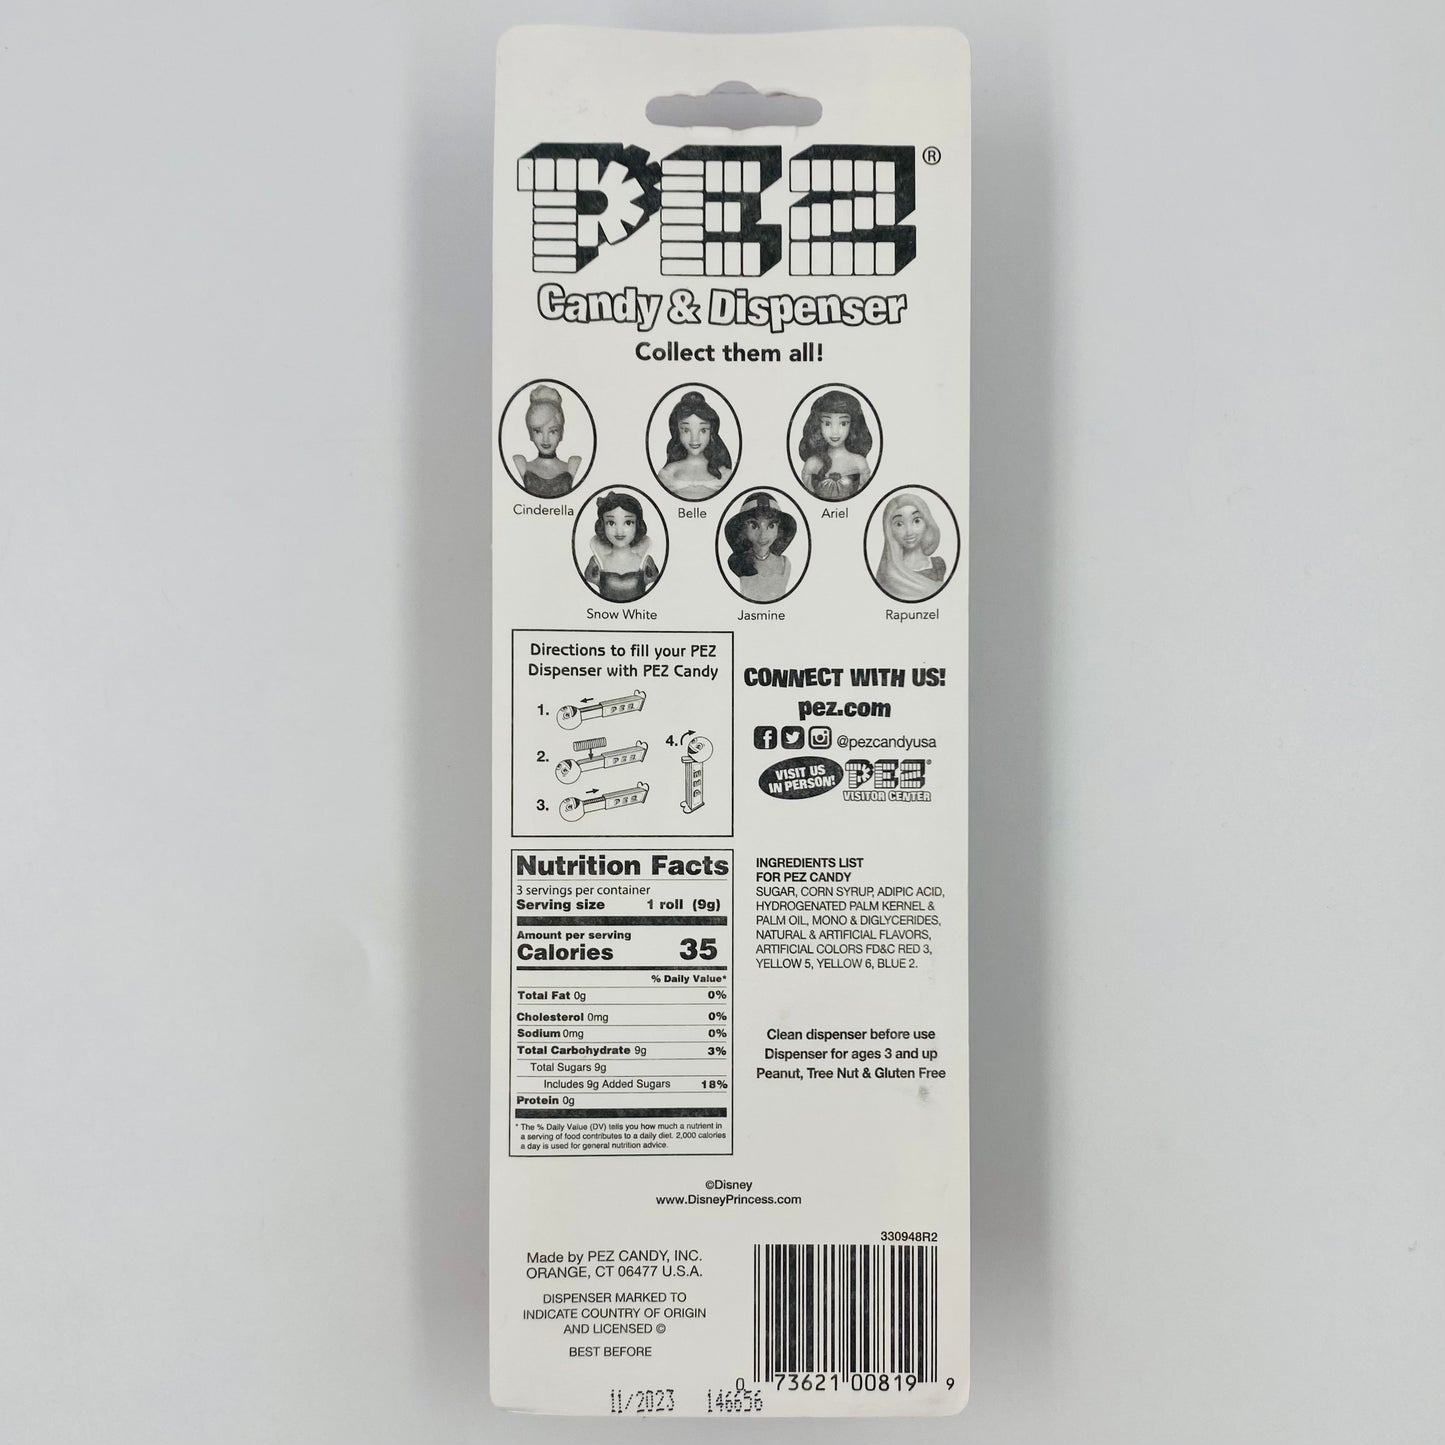 PEZ®
Candy & Dispenser
Collect them all!
Cinderella
Belle
Ariel
Snow White
Jasmine
Rapunzel
Directions to fill your PEZ
Dispenser with PEZ Candy
1.
PEZ
2.
PEZ
3.
PEZ
4.
PEZ
CONNECT WITH US!
pez.com
@pezcandyusa
VISIT US
IN PERSON!
PEZ®
VISITOR CENTER
Nutrition Facts
3 servings per container
Serving size 1 roll (9g)
Amount per serving
Calories 35
% Daily Value*
Total Fat 0g 0%
Cholesterol 0mg 0%
Sodium 0mg 0%
Total Carbohydrate 9g 3%
Total Sugars 9g
Includes 9g Added Sugars 18%
Protein 0g
* The % Daily Value (DV) tells you how much a nutrient in
a serving of food contributes to a daily diet. 2,000 calories
a day is used for general nutrition advice.
INGREDIENTS LIST
FOR PEZ CANDY
SUGAR, CORN SYRUP, ADIPIC ACID,
HYDROGENATED PALM KERNEL &
PALM OIL, MONO & DIGLYCERIDES,
NATURAL & ARTIFICIAL FLAVORS,
ARTIFICIAL COLORS FD&C RED 3,
YELLOW 5, YELLOW 6, BLUE 2.
Clean dispenser before use
Dispenser for ages 3 and up
Peanut, Tree Nut & Gluten Free
©Disney
www.DisneyPrincess.com
Made by PEZ CANDY, INC.
ORANGE, CT 06477 U.S.A.
DISPENSER MARKED TO
INDICATE COUNTRY OF ORIGIN
AND LICENSED ©
BEST BEFORE
11/2023 146656
330948R2
0 73621 00819 9